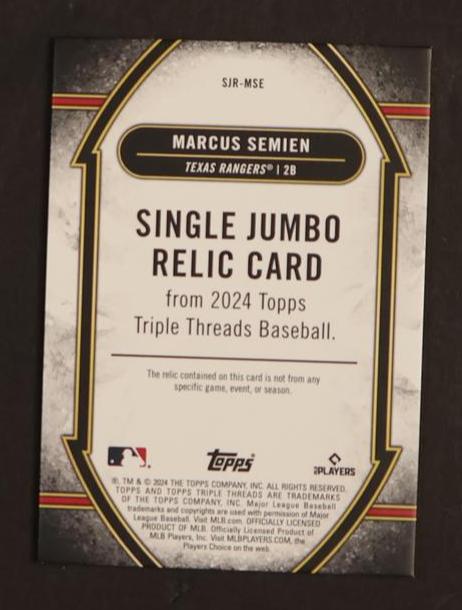 SJR-MSE
MARCUS SEMIEN
TEXAS RANGERS® | 2B
SINGLE JUMBO
RELIC CARD
from 2024 Topps
Triple Threads Baseball.
The relic contained on this card is not from any
specific game, event, or season.
Topps
PLAYERS
®, TM & © 2024 THE TOPPS COMPANY, INC. ALL RIGHTS RESERVED.
TOPPS AND TOPPS TRIPLE THREADS ARE TRADEMARKS
OF THE TOPPS COMPANY, INC. Major League Baseball
trademarks and copyrights are used with permission of Major
League Baseball. Visit MLB.com. OFFICIALLY LICENSED
PRODUCT OF MLB. Officially Licensed Product of
MLB Players, Inc. Visit MLBPLAYERS.COM, the
Players Choice on the web.